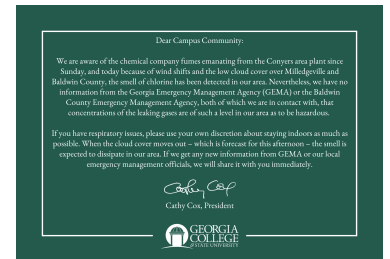 Dear Campus Community:
We are aware of the chemical company fumes emanating from the Conyers area plant since
Sunday, and today because of wind shifts and the low cloud cover over Milledgeville and
Baldwin County, the smell of chlorine has been detected in our area. Nevertheless, we have no
information from the Georgia Emergency Management Agency (GEMA) or the Baldwin
County Emergency Management Agency, both of which we are in contact with, that
concentrations of the leaking gases are of such a level in our area as to be hazardous.
If you have respiratory issues, please use your own discretion about staying indoors as much as
possible. When the cloud cover moves out – which is forecast for this afternoon – the smell is
expected to dissipate in our area. If we get any new information from GEMA or our local
emergency management officials, we will share it with you immediately.
Cathy Cox
Cathy Cox, President
GEORGIA
COLLEGE
& STATE UNIVERSITY